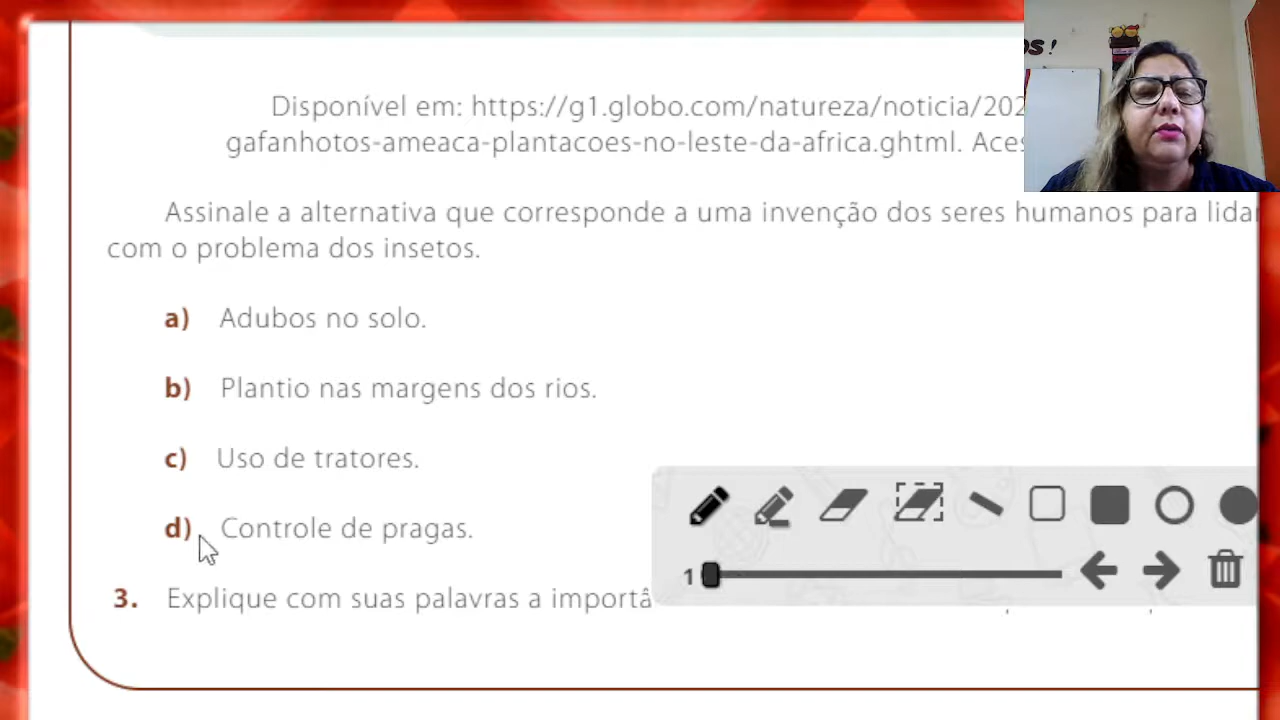 OS!
Disponível em: https://g1.globo.com/natureza/noticia/202
gafanhotos-ameaca-plantacoes-no-leste-da-africa.ghtml. Aces
Assinale a alternativa que corresponde a uma invenção dos seres humanos para lidar
com o problema dos insetos.
a) Adubos no solo.
b) Plantio nas margens dos rios.
c) Uso de tratores.
d) Controle de pragas.
1
3. Explique com suas palavras a importâ